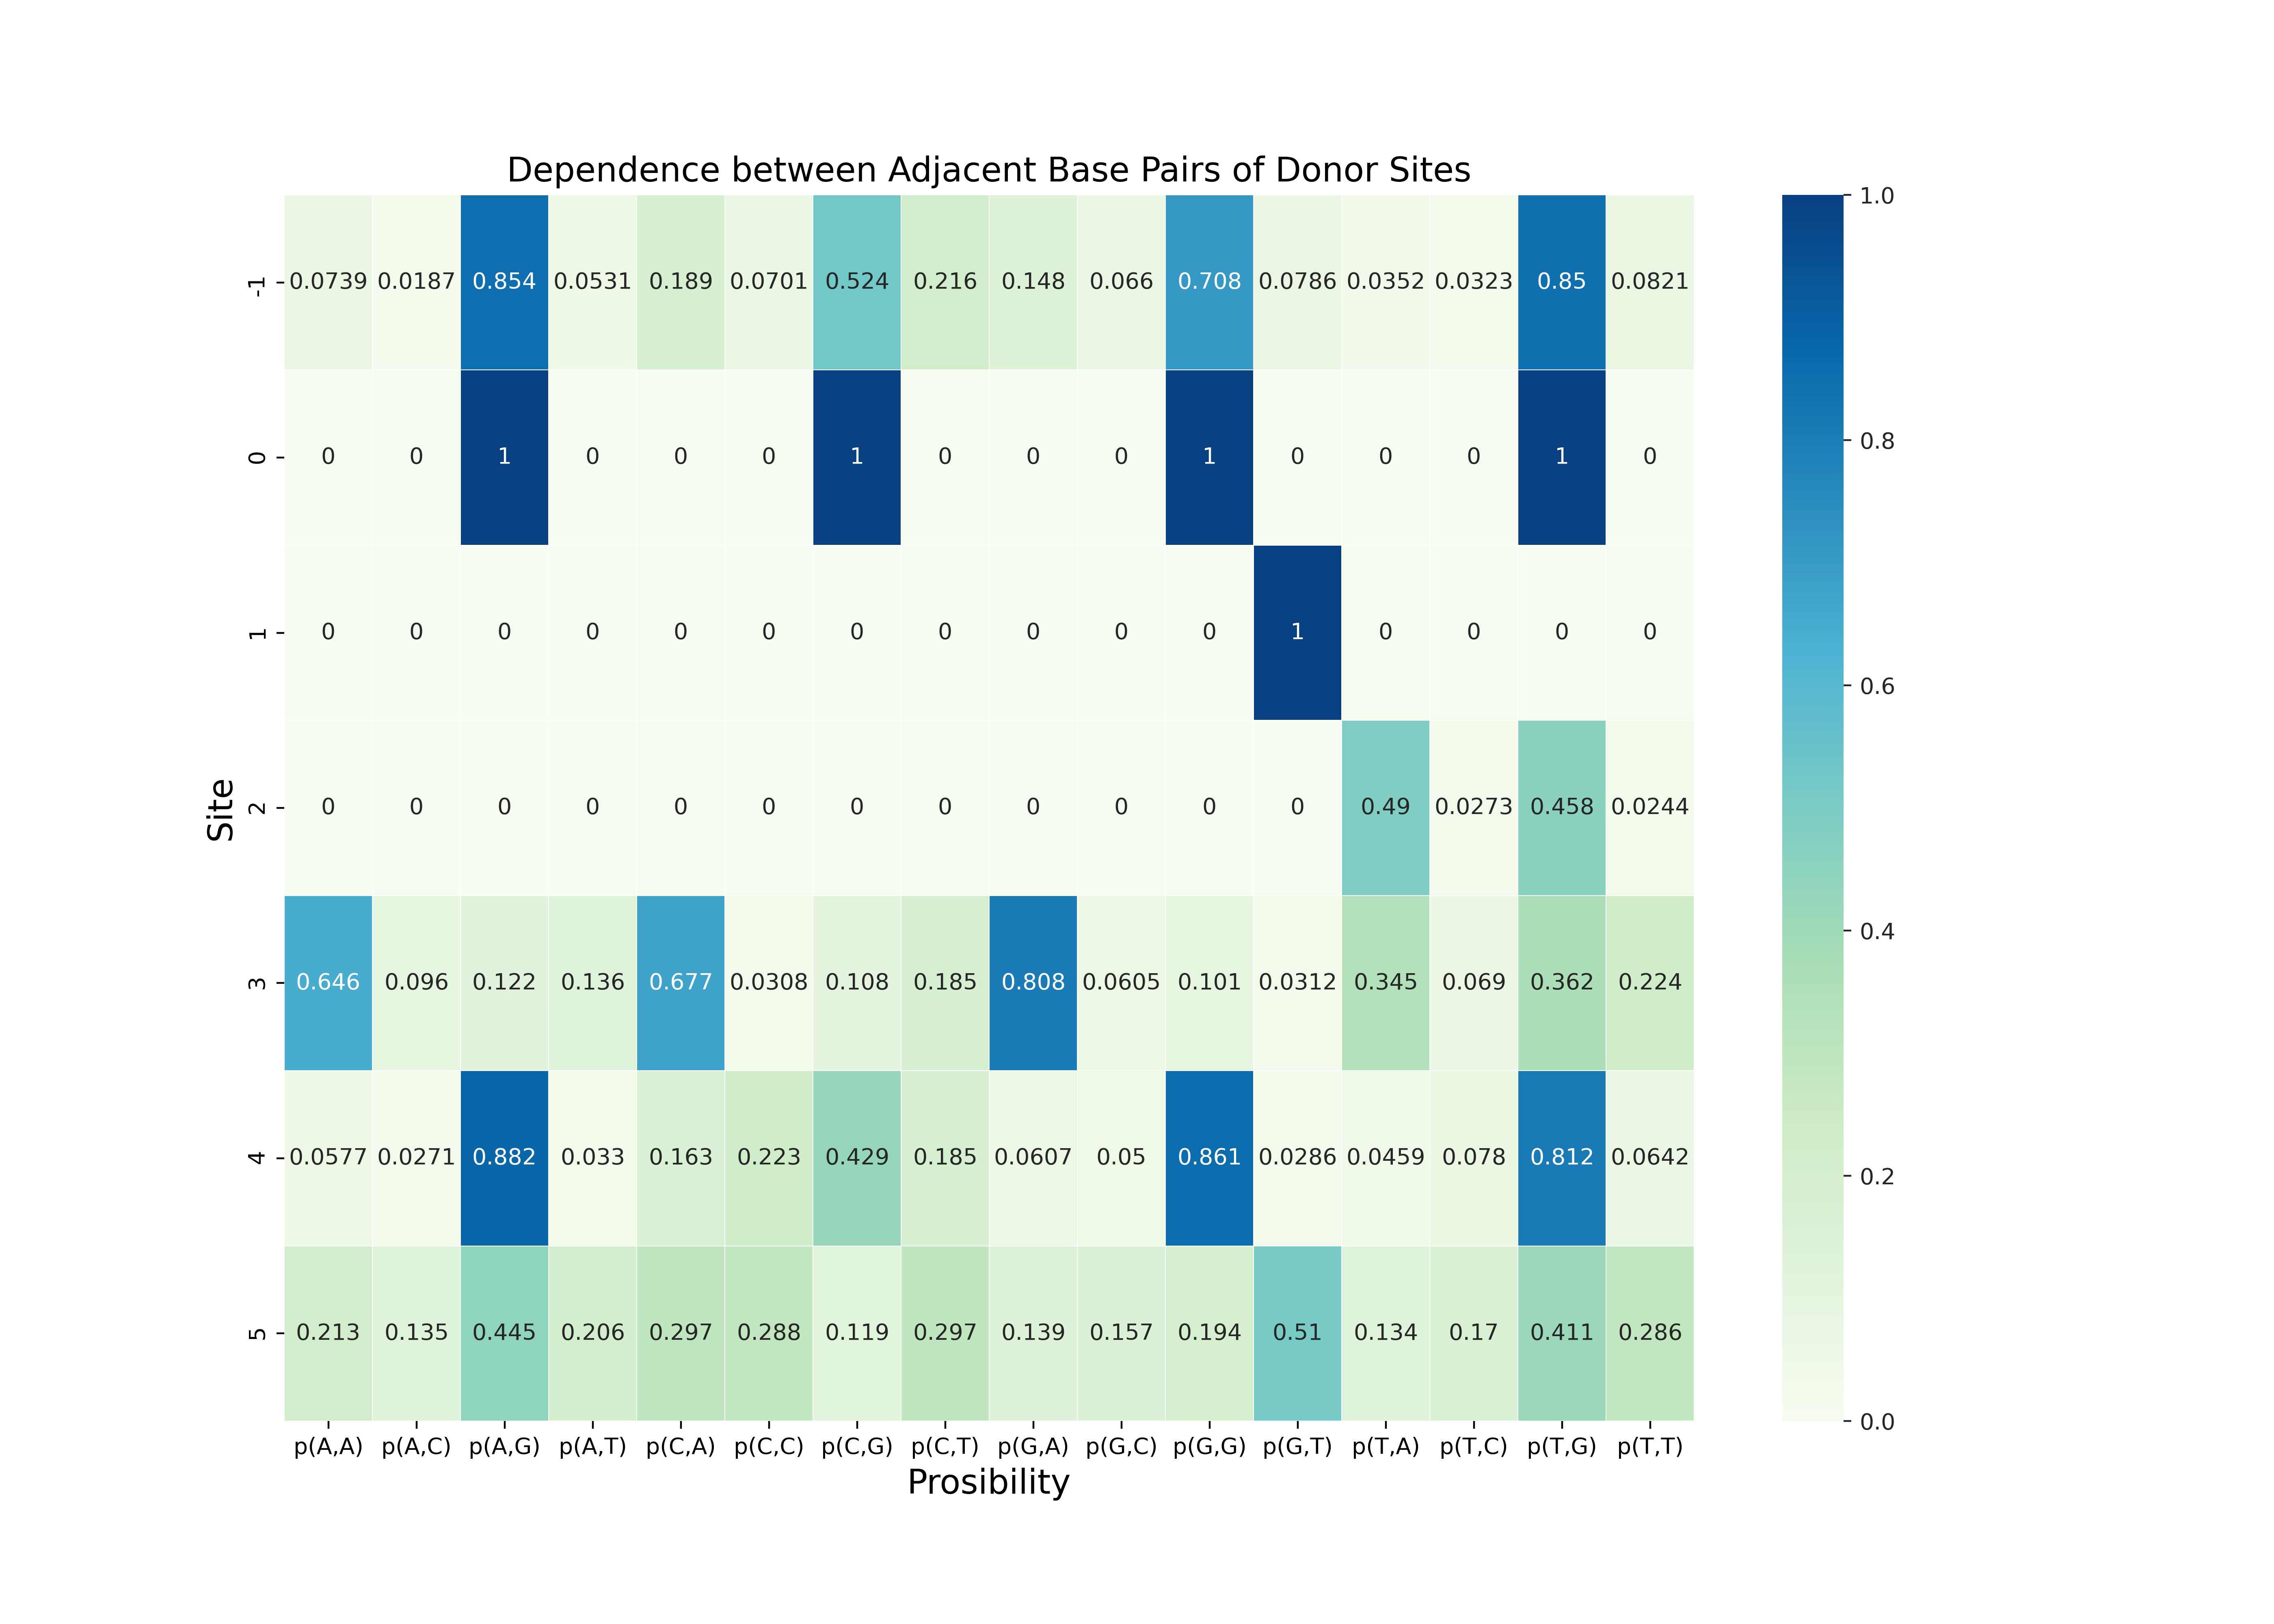 Dependence between Adjacent Base Pairs of Donor Sites
-1 0.0739 0.0187 0.854 0.0531 0.189 0.0701 0.524 0.216 0.148 0.066 0.708 0.0786 0.0352 0.0323 0.85 0.0821
0 0 0 1 0 0 0 1 0 0 0 1 0 0 0 1 0
1 0 0 0 0 0 0 0 0 0 0 0 1 0 0 0 0
2 0 0 0 0 0 0 0 0 0 0 0 0 0.49 0.0273 0.458 0.0244
3 0.646 0.096 0.122 0.136 0.677 0.0308 0.108 0.185 0.808 0.0605 0.101 0.0312 0.345 0.069 0.362 0.224
4 0.0577 0.0271 0.882 0.033 0.163 0.223 0.429 0.185 0.0607 0.05 0.861 0.0286 0.0459 0.078 0.812 0.0642
5 0.213 0.135 0.445 0.206 0.297 0.288 0.119 0.297 0.139 0.157 0.194 0.51 0.134 0.17 0.411 0.286
Site
p(A,A) p(A,C) p(A,G) p(A,T) p(C,A) p(C,C) p(C,G) p(C,T) p(G,A) p(G,C) p(G,G) p(G,T) p(T,A) p(T,C) p(T,G) p(T,T)
Prosibility
1.0
0.8
0.6
0.4
0.2
0.0